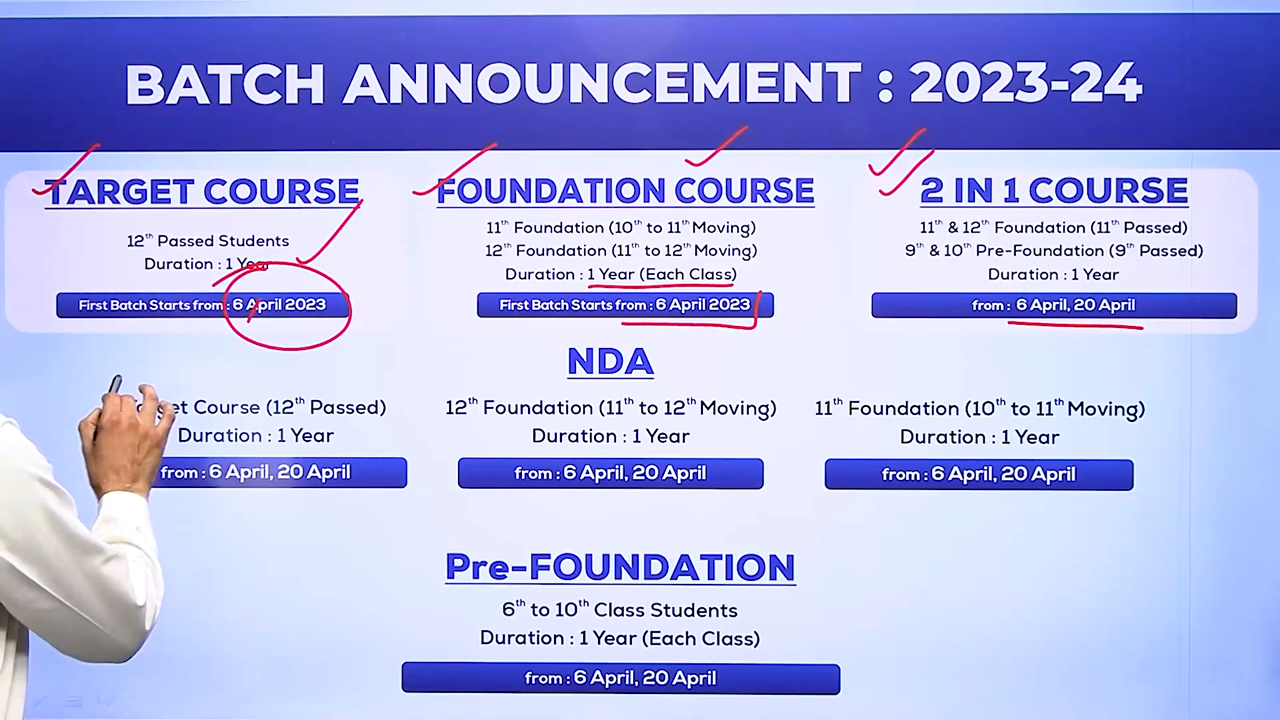 BATCH ANNOUNCEMENT : 2023-24
TARGET COURSE
12th Passed Students
Duration : 1 Year
First Batch Starts from : 6 April 2023
FOUNDATION COURSE
11th Foundation (10th to 11th Moving)
12th Foundation (11th to 12th Moving)
Duration : 1 Year (Each Class)
First Batch Starts from : 6 April 2023
2 IN 1 COURSE
11th & 12th Foundation (11th Passed)
9th & 10th Pre-Foundation (9th Passed)
Duration : 1 Year
from : 6 April, 20 April
NDA
Course (12th Passed)
Duration : 1 Year
from : 6 April, 20 April
12th Foundation (11th to 12th Moving)
Duration : 1 Year
from : 6 April, 20 April
11th Foundation (10th to 11th Moving)
Duration : 1 Year
from : 6 April, 20 April
Pre-FOUNDATION
6th to 10th Class Students
Duration : 1 Year (Each Class)
from : 6 April, 20 April